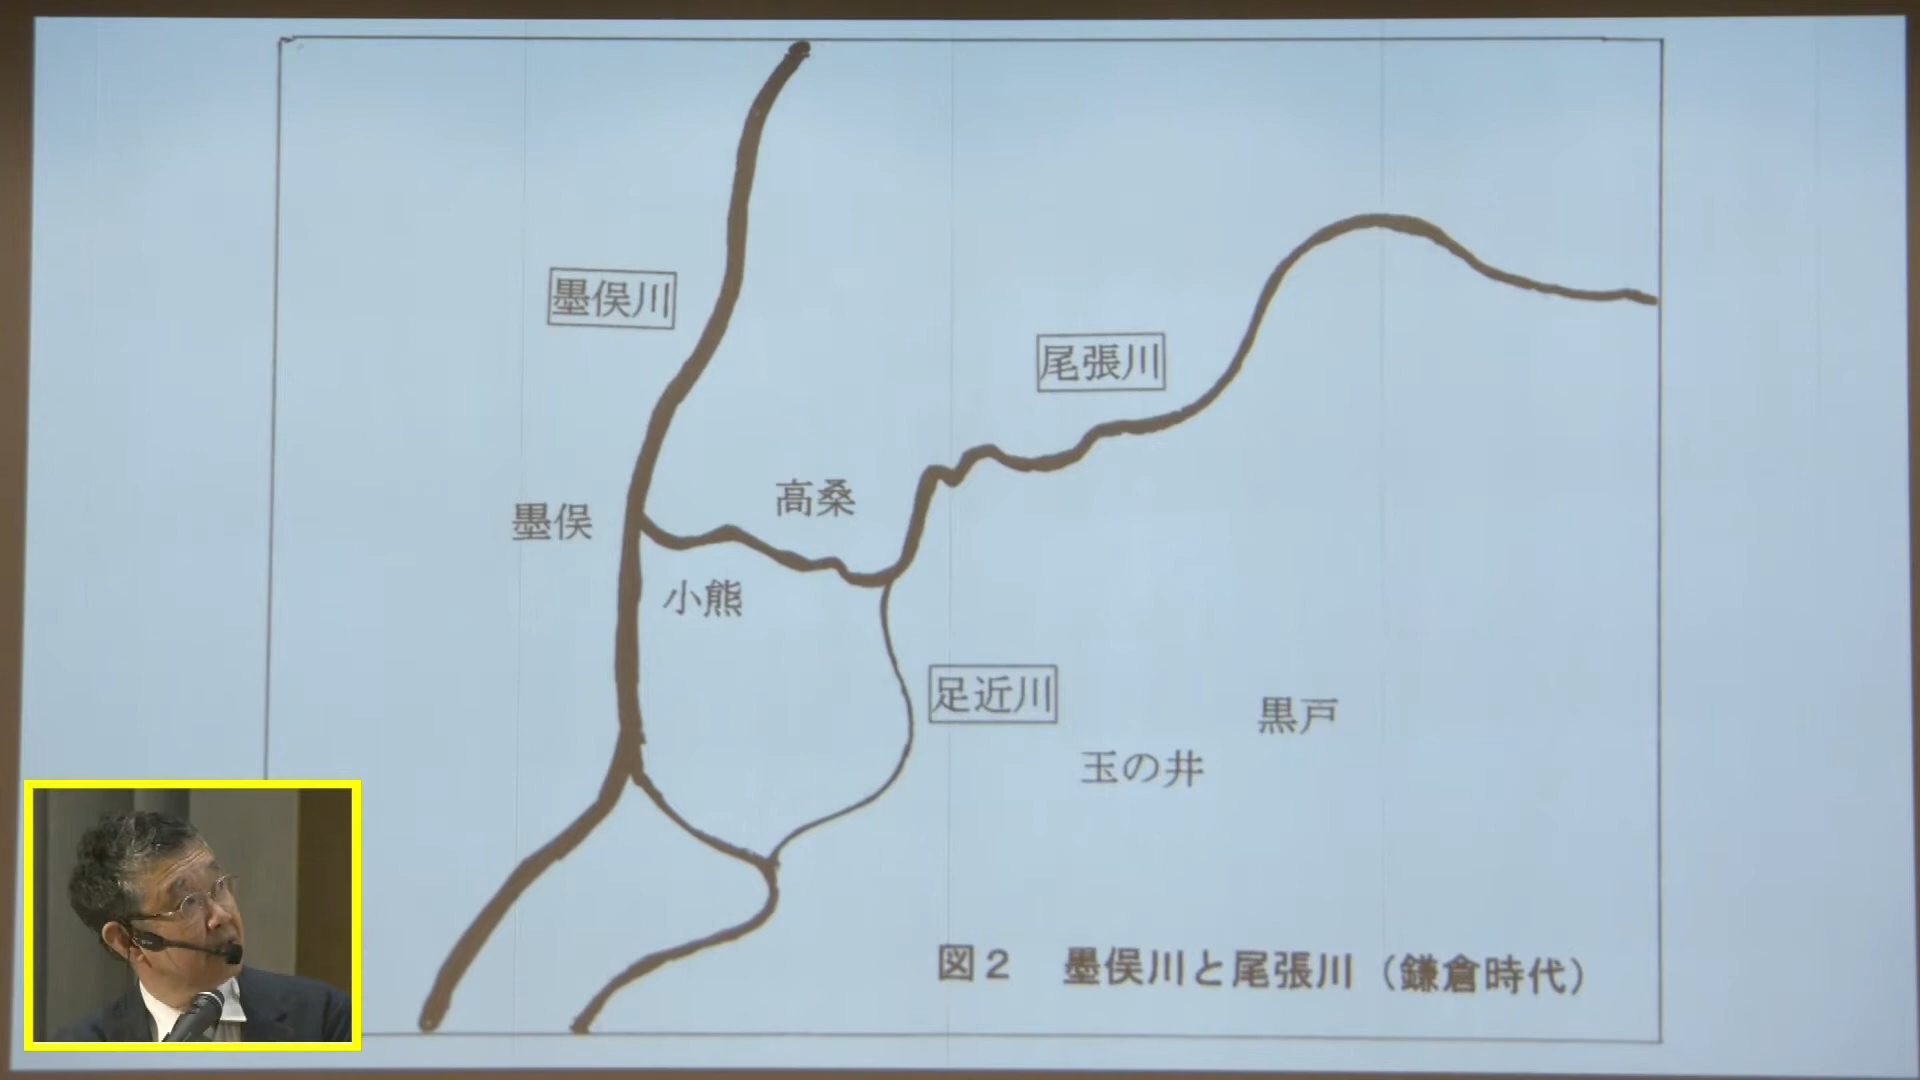 墨俣川
尾張川
高桑
墨俣
小熊
足近川
黒戸
玉の井
図2 墨俣川と尾張川（鎌倉時代）